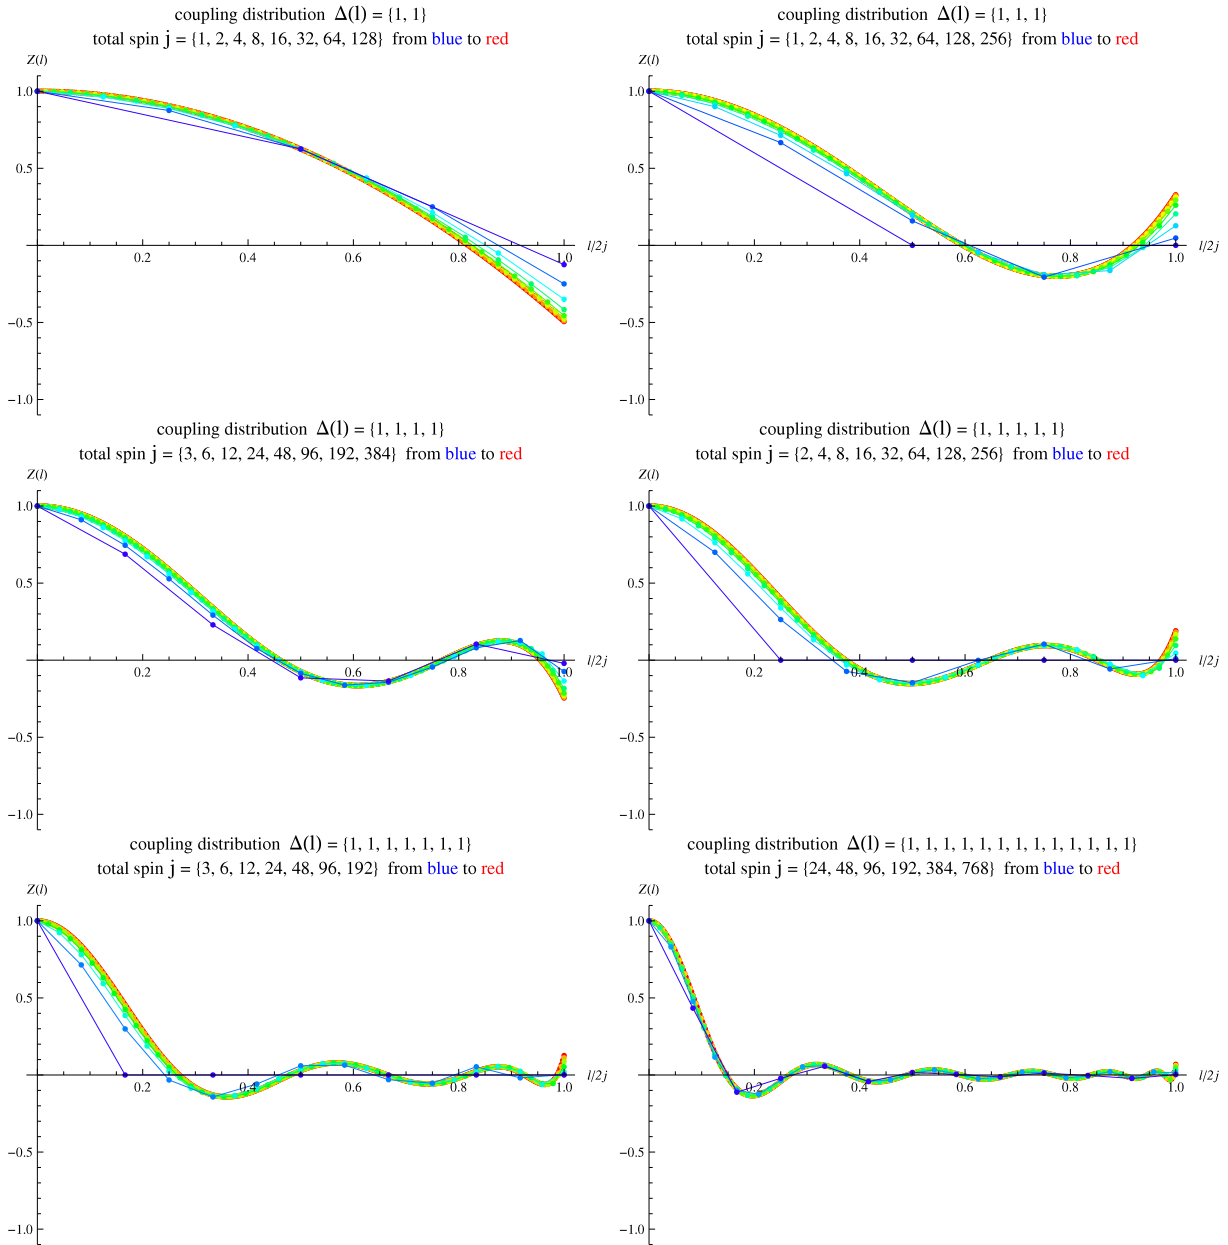 coupling distribution Δ(l) = {1, 1}
total spin j = {1, 2, 4, 8, 16, 32, 64, 128} from blue to red
Z(l)
1.0
0.5
−0.5
−1.0
0.2
0.4
0.6
0.8
1.0
l/2j
coupling distribution Δ(l) = {1, 1, 1}
total spin j = {1, 2, 4, 8, 16, 32, 64, 128, 256} from blue to red
Z(l)
1.0
0.5
−0.5
−1.0
0.2
0.4
0.6
0.8
1.0
l/2j
coupling distribution Δ(l) = {1, 1, 1, 1}
total spin j = {3, 6, 12, 24, 48, 96, 192, 384} from blue to red
Z(l)
1.0
0.5
−0.5
−1.0
0.2
0.4
0.6
0.8
1.0
l/2j
coupling distribution Δ(l) = {1, 1, 1, 1, 1}
total spin j = {2, 4, 8, 16, 32, 64, 128, 256} from blue to red
Z(l)
1.0
0.5
−0.5
−1.0
0.2
0.4
0.6
0.8
1.0
l/2j
coupling distribution Δ(l) = {1, 1, 1, 1, 1, 1, 1}
total spin j = {3, 6, 12, 24, 48, 96, 192} from blue to red
Z(l)
1.0
0.5
−0.5
−1.0
0.2
0.4
0.6
0.8
1.0
l/2j
coupling distribution Δ(l) = {1, 1, 1, 1, 1, 1, 1, 1, 1, 1, 1, 1, 1}
total spin j = {24, 48, 96, 192, 384, 768} from blue to red
Z(l)
1.0
0.5
−0.5
−1.0
0.2
0.4
0.6
0.8
1.0
l/2j